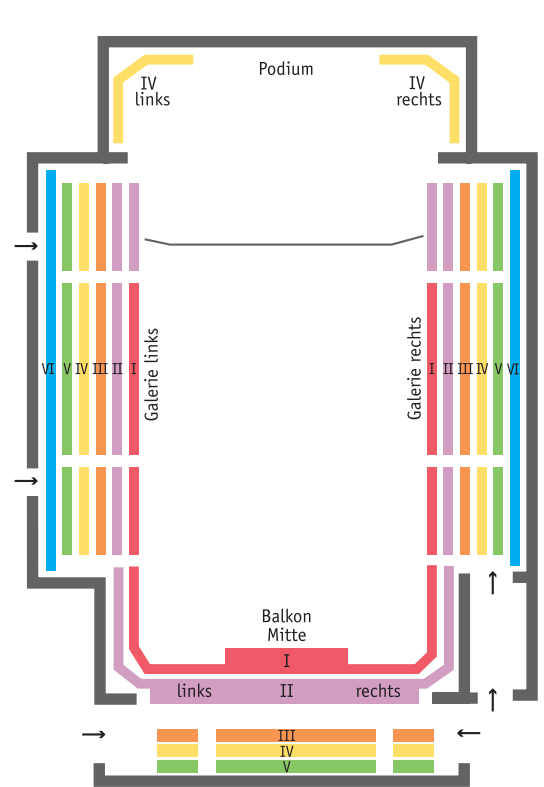 Podium
IV
links
IV
rechts
VI V IV III II I
Galerie links
Galerie rechts
I II III IV V VI
Balkon
Mitte
I
links II rechts
III
IV
V